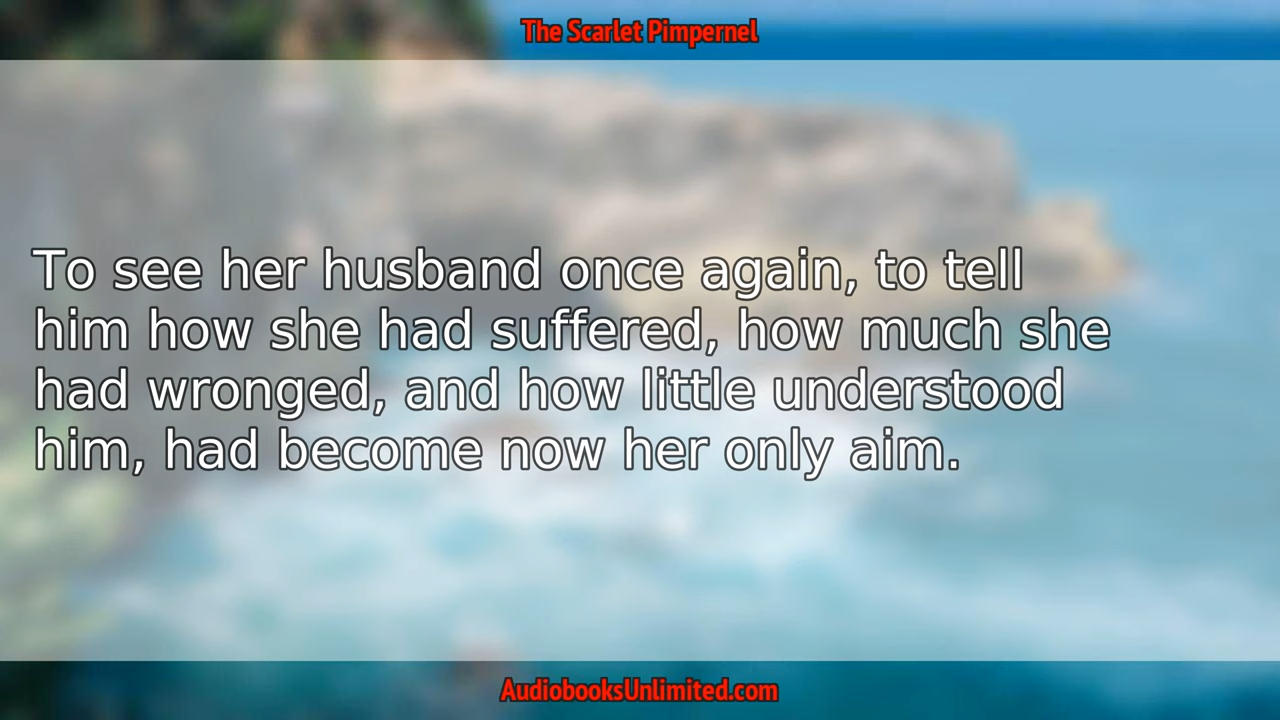 The Scarlet Pimpernel
To see her husband once again, to tell
him how she had suffered, how much she
had wronged, and how little understood
him, had become now her only aim.
AudiobooksUnlimited.com